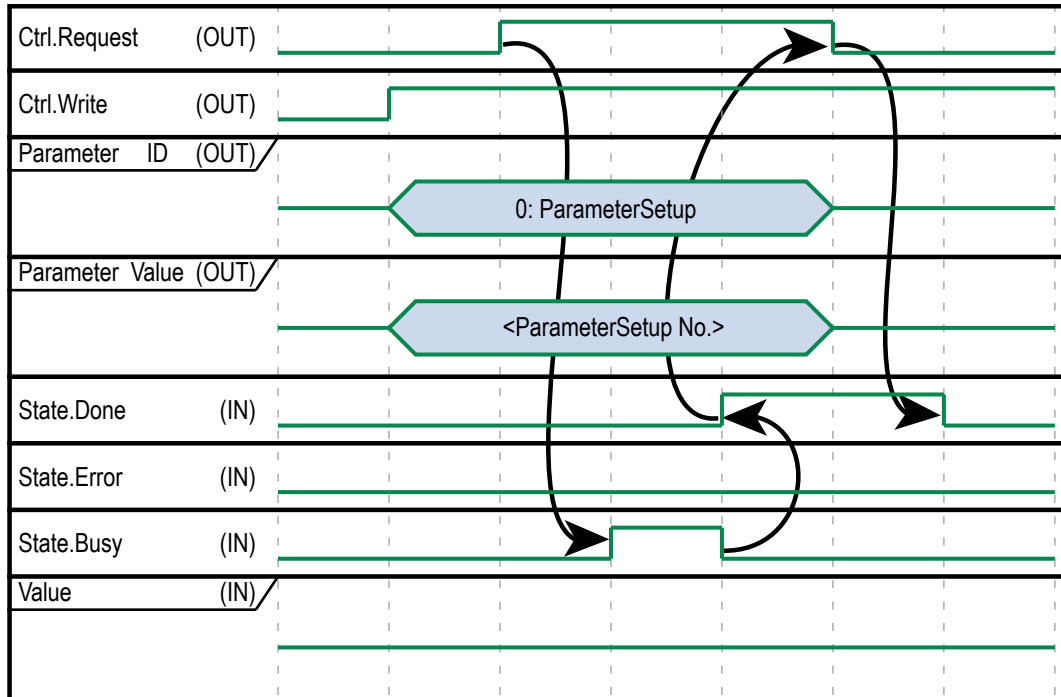 Ctrl.Request (OUT)
Ctrl.Write (OUT)
Parameter ID (OUT)
0: ParameterSetup
Parameter Value (OUT)
<ParameterSetup No.>
State.Done (IN)
State.Error (IN)
State.Busy (IN)
Value (IN)